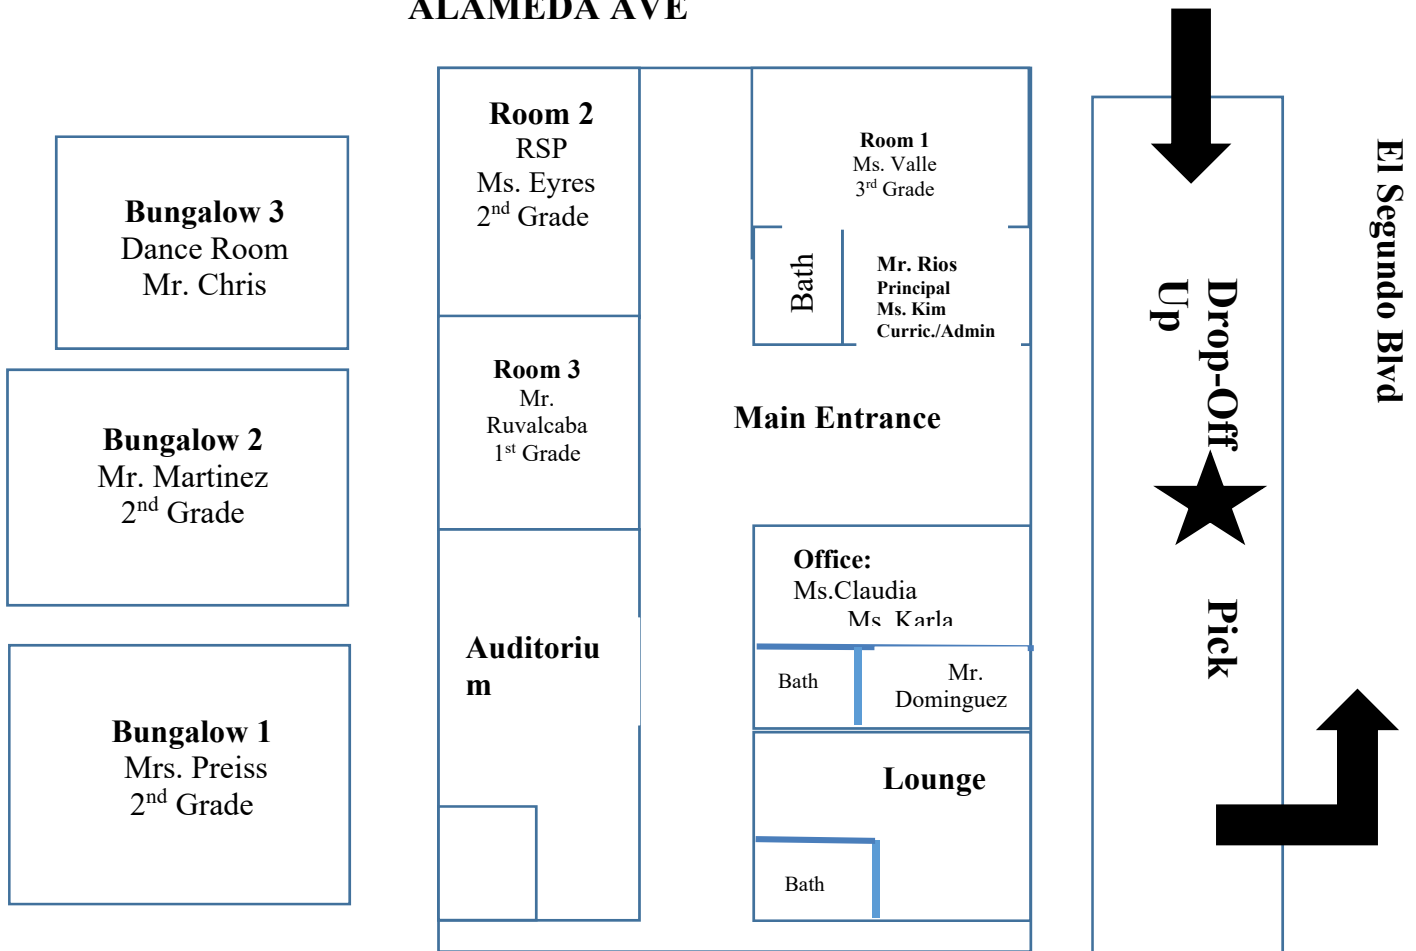 ALAMEDA AVE
Room 2
RSP
Ms. Eyres
2nd Grade
Room 1
Ms. Valle
3rd Grade
Bungalow 3
Dance Room
Mr. Chris
Bath
Mr. Rios
Principal
Ms. Kim
Curric./Admin
El Segundo Blvd
Drop-Off
Up
Pick
Room 3
Mr.
Ruvalcaba
1st Grade
Main Entrance
Bungalow 2
Mr. Martinez
2nd Grade
Office:
Ms.Claudia
Ms. Karla
Auditoriu
m
Bath
Mr.
Dominguez
Bungalow 1
Mrs. Preiss
2nd Grade
Lounge
Bath